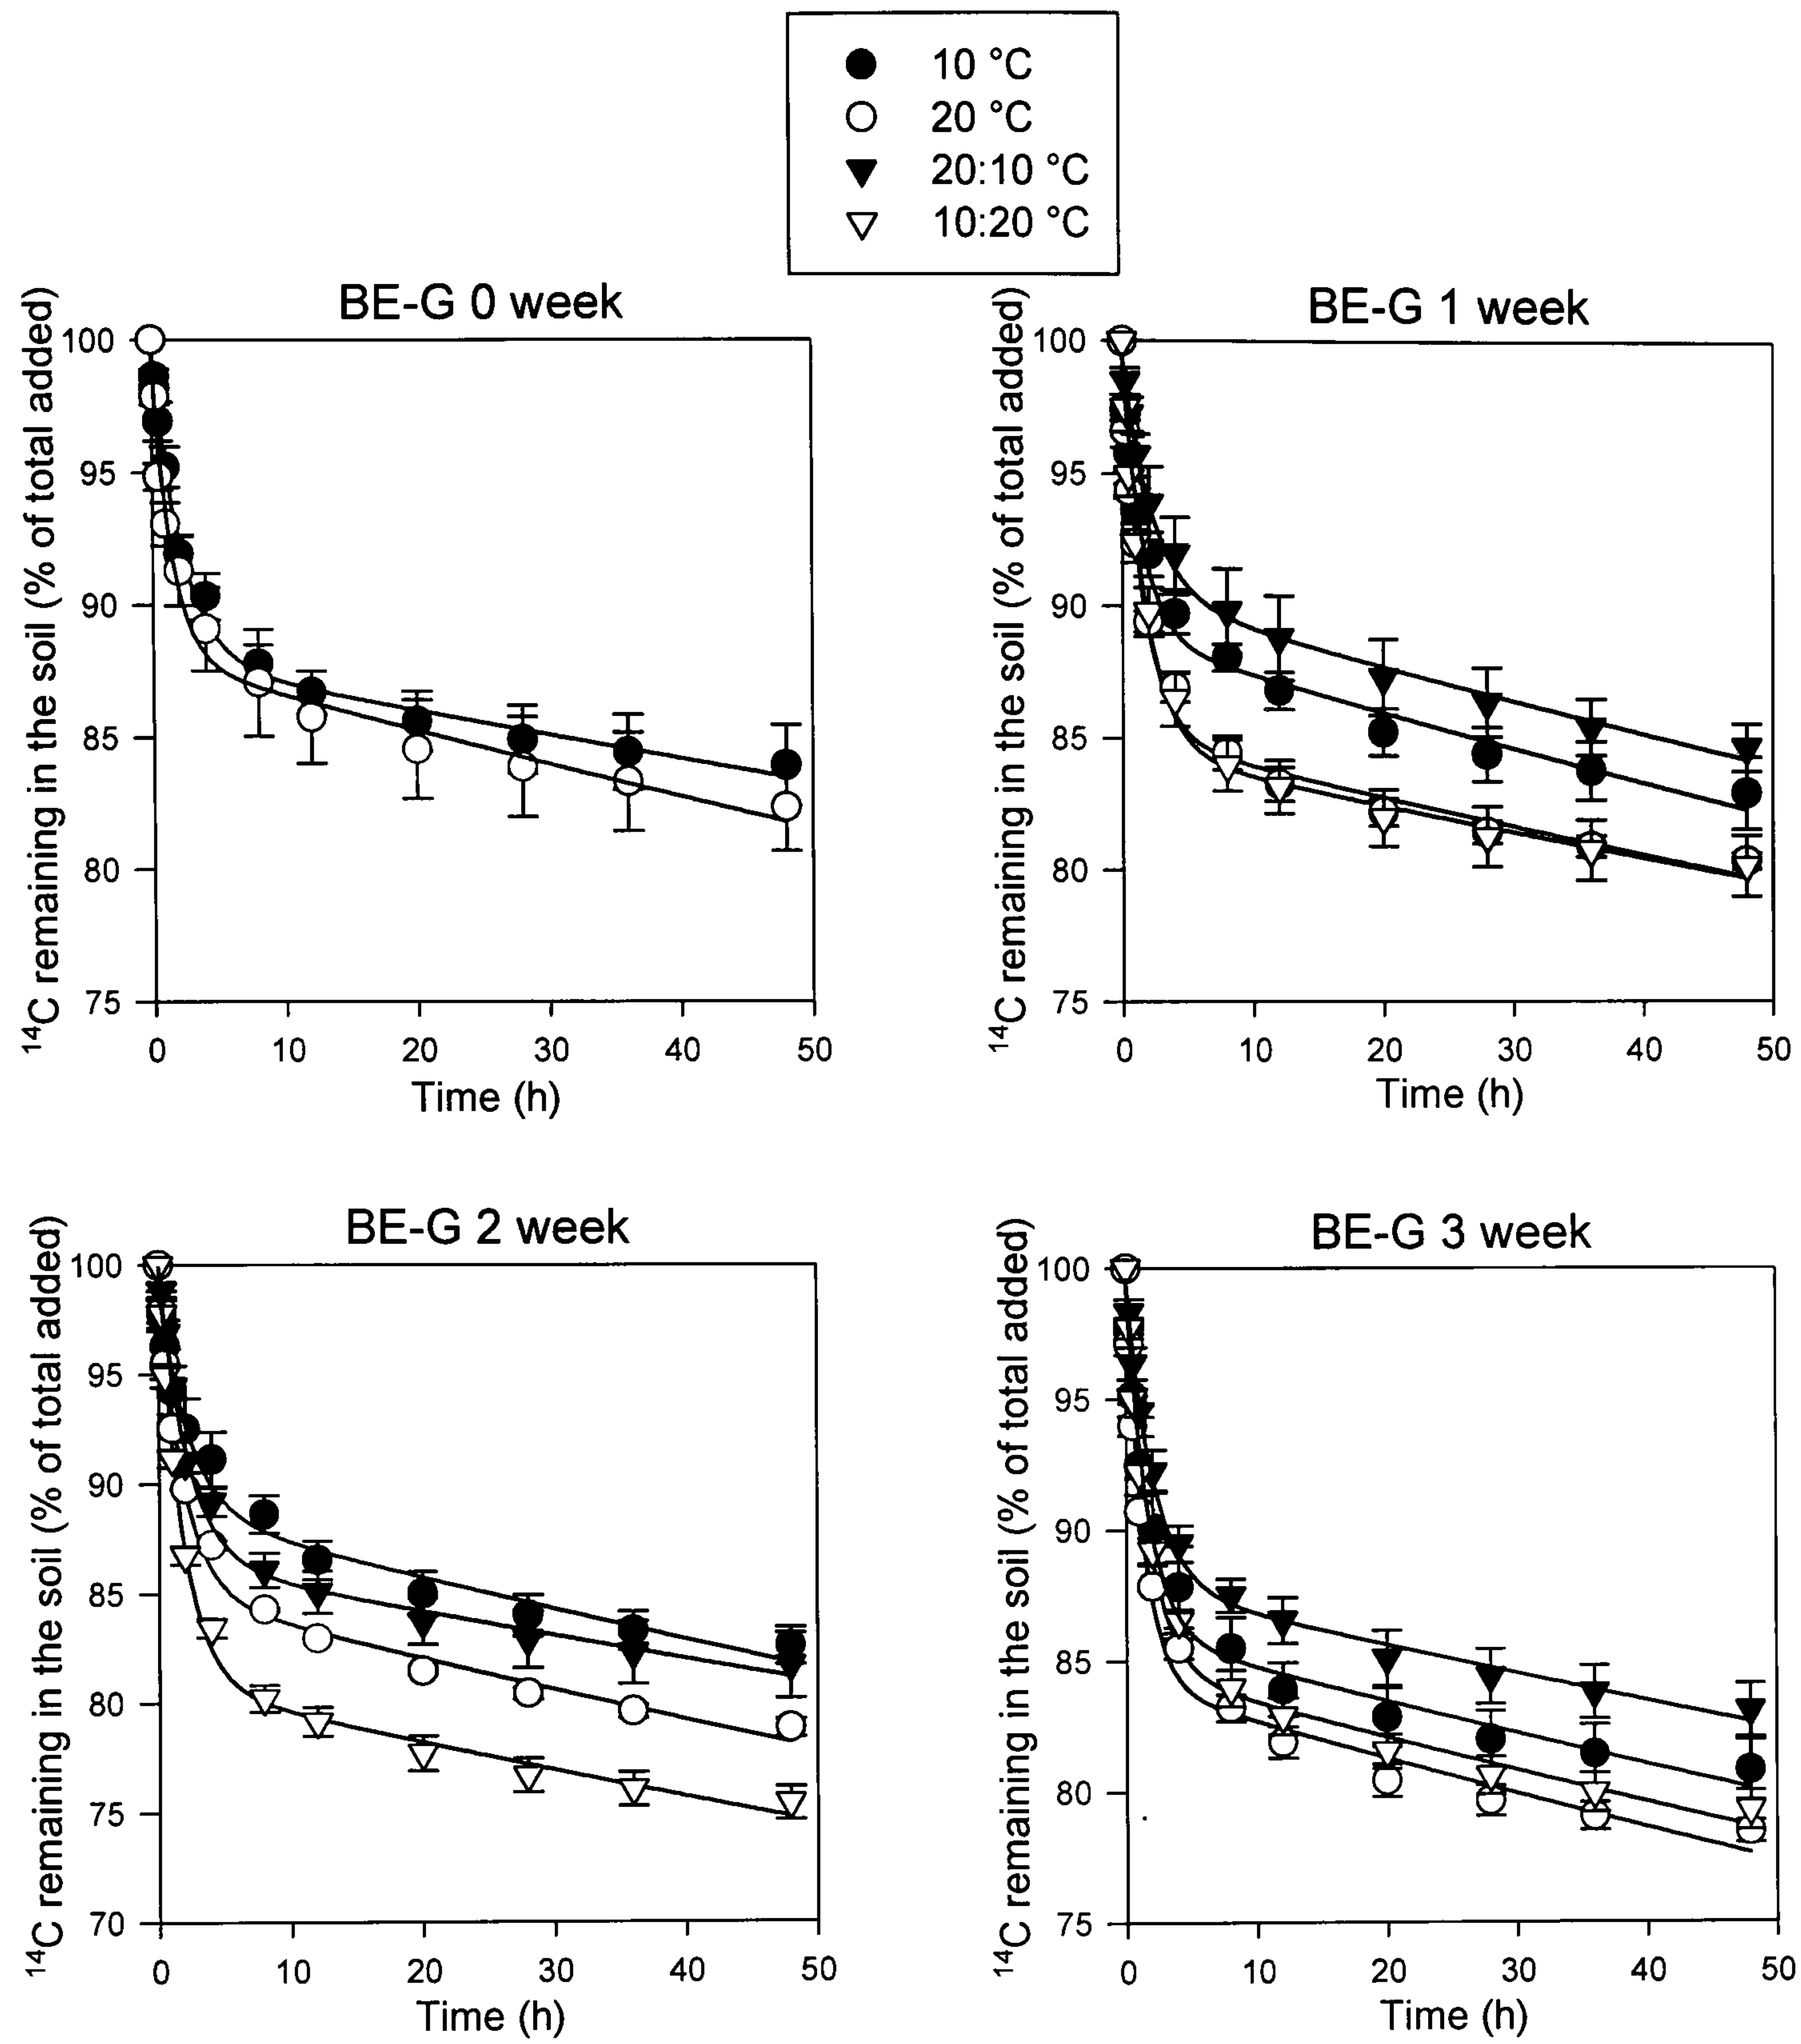 10 °C
20 °C
20:10 °C
10:20 °C
BE-G 0 week
¹⁴C remaining in the soil (% of total added)
100
95
90
85
80
75
0 10 20 30 40 50
Time (h)
BE-G 1 week
¹⁴C remaining in the soil (% of total added)
100
95
90
85
80
75
0 10 20 30 40 50
Time (h)
BE-G 2 week
¹⁴C remaining in the soil (% of total added)
100
95
90
85
80
75
70
0 10 20 30 40 50
Time (h)
BE-G 3 week
¹⁴C remaining in the soil (% of total added)
100
95
90
85
80
75
0 10 20 30 40 50
Time (h)